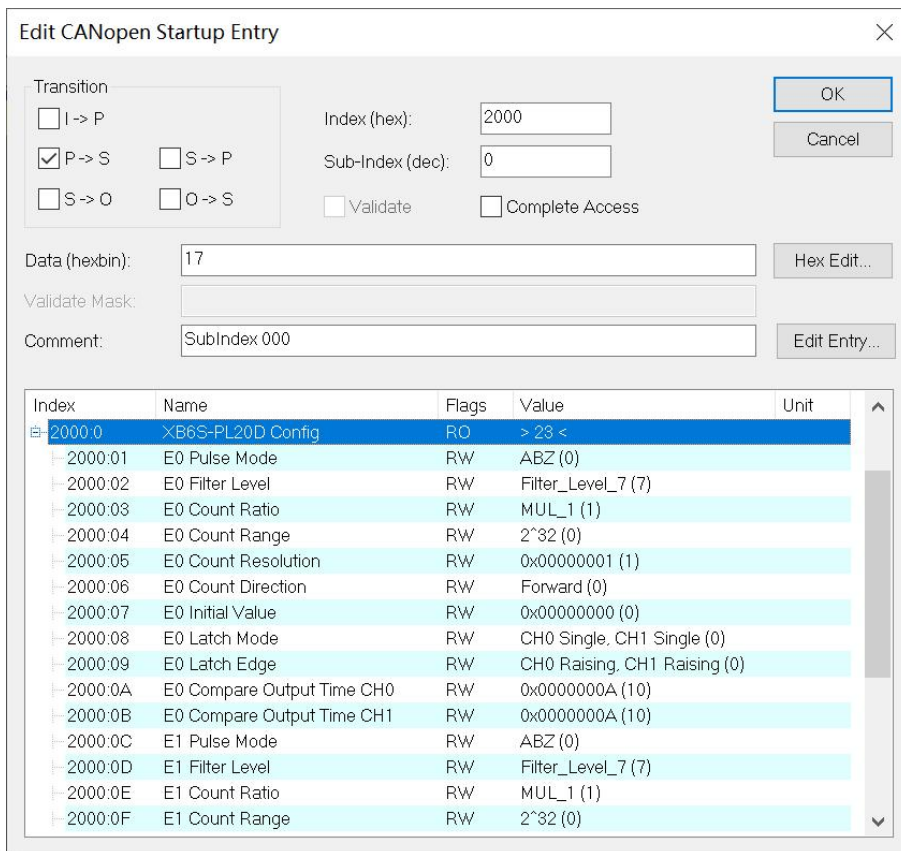 Edit CANopen Startup Entry
Transition
I -> P
P -> S
S -> P
S -> O
O -> S
Index (hex):
2000
Sub-Index (dec):
0
Validate
Complete Access
OK
Cancel
Data (hexbin):
17
Hex Edit...
Validate Mask:
Comment:
SubIndex 000
Edit Entry...
Index Name Flags Value Unit
2000:0 XB6S-PL20D Config RO > 23 <
2000:01 E0 Pulse Mode RW ABZ (0)
2000:02 E0 Filter Level RW Filter_Level_7 (7)
2000:03 E0 Count Ratio RW MUL_1 (1)
2000:04 E0 Count Range RW 2^32 (0)
2000:05 E0 Count Resolution RW 0x00000001 (1)
2000:06 E0 Count Direction RW Forward (0)
2000:07 E0 Initial Value RW 0x00000000 (0)
2000:08 E0 Latch Mode RW CH0 Single, CH1 Single (0)
2000:09 E0 Latch Edge RW CH0 Raising, CH1 Raising (0)
2000:0A E0 Compare Output Time CH0 RW 0x0000000A (10)
2000:0B E0 Compare Output Time CH1 RW 0x0000000A (10)
2000:0C E1 Pulse Mode RW ABZ (0)
2000:0D E1 Filter Level RW Filter_Level_7 (7)
2000:0E E1 Count Ratio RW MUL_1 (1)
2000:0F E1 Count Range RW 2^32 (0)